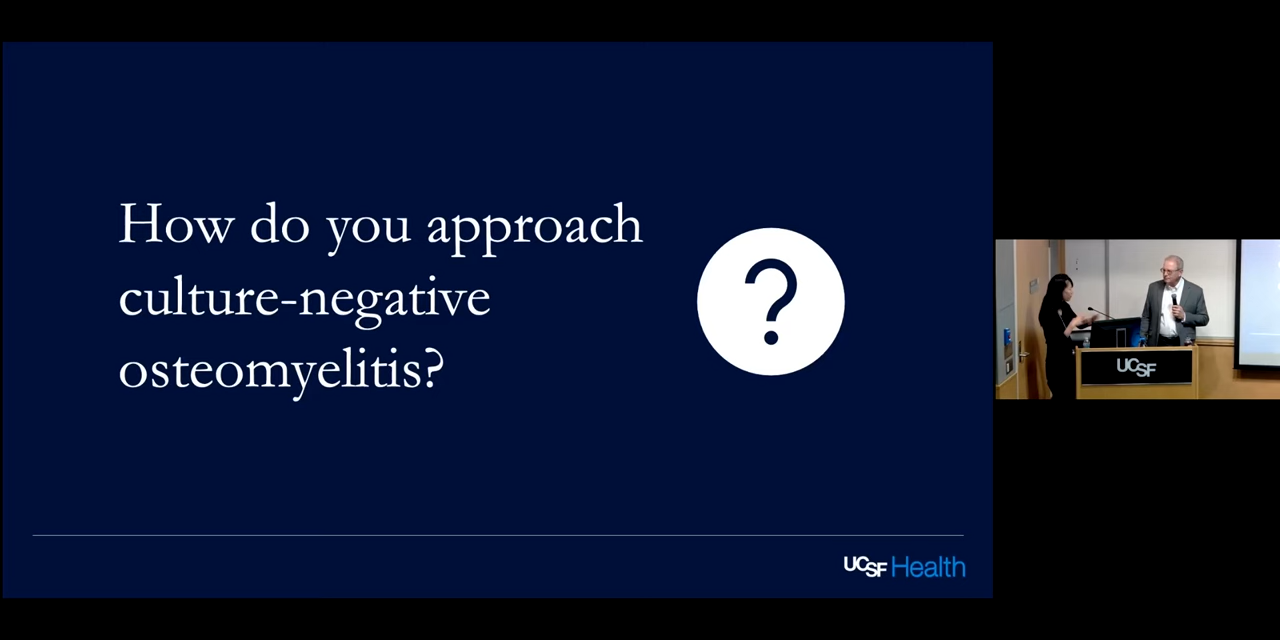 How do you approach
culture-negative
osteomyelitis?
?
UCSF Health
UCSF